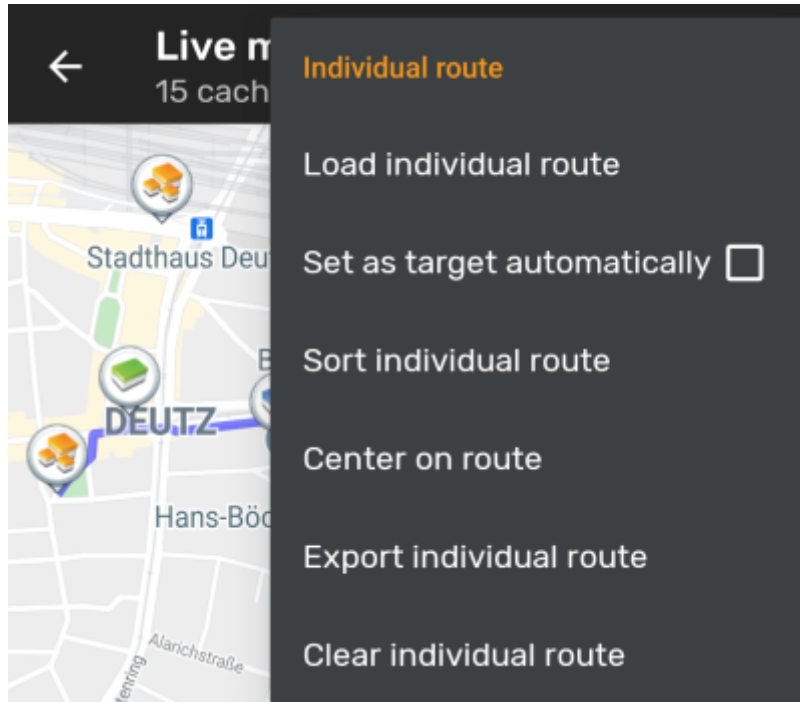 Live m
15 cach
Individual route
Load individual route
Set as target automatically
Sort individual route
Center on route
Export individual route
Clear individual route
Stadthaus Deu
B
DEUTZ
Hans-Böc
Alarichstraße
tenring